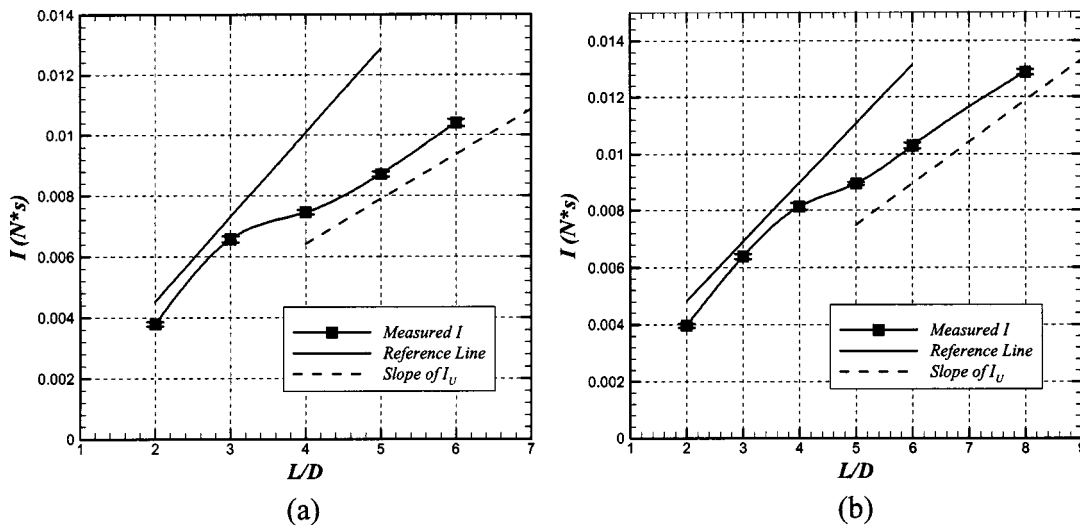 0.014
0.012
0.01
0.008
0.006
0.004
0.002
0
I (N*s)
1 2 3 4 5 6 7
L/D
Measured I
Reference Line
Slope of I_U
(a)
0.014
0.012
0.01
0.008
0.006
0.004
0.002
0
I (N*s)
1 2 3 4 5 6 7 8 9
L/D
Measured I
Reference Line
Slope of I_U
(b)